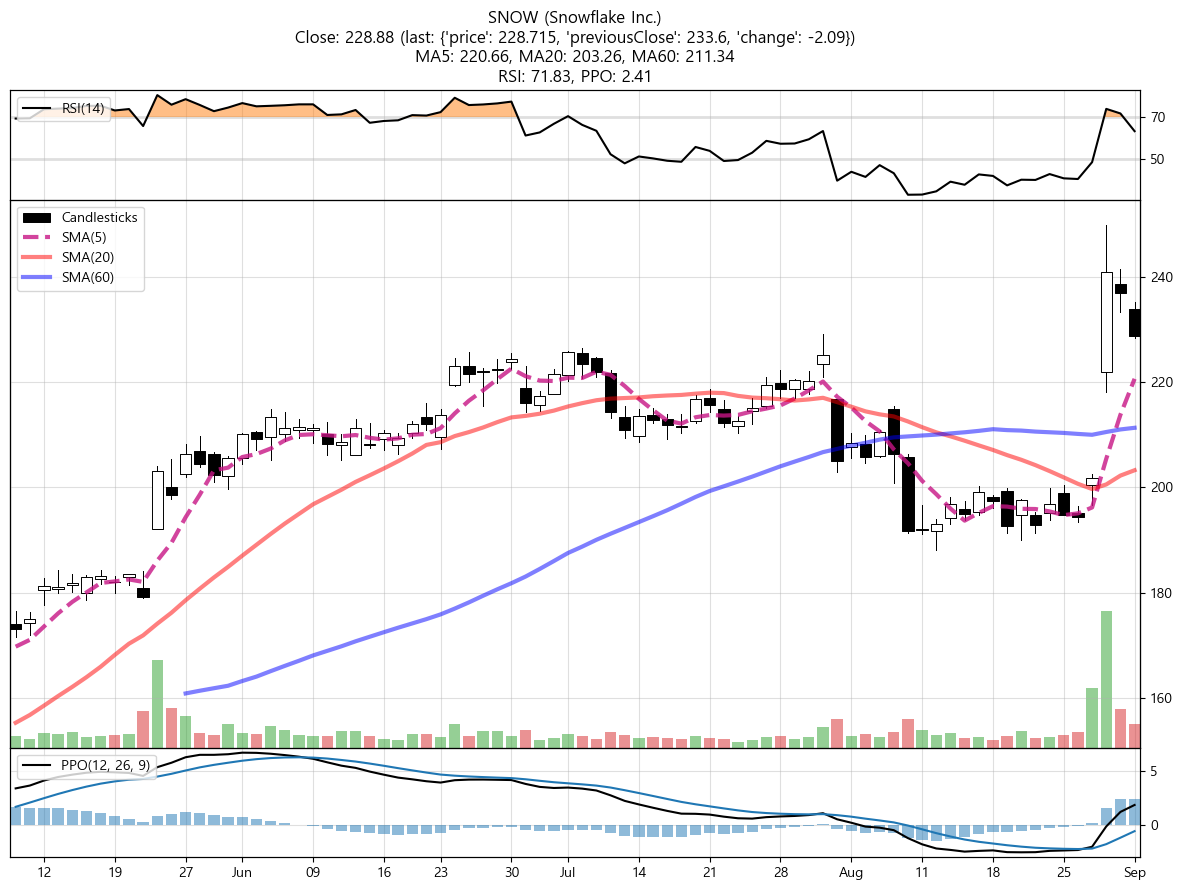 SNOW (Snowflake Inc.)
Close: 228.88 (last: {'price': 228.715, 'previousClose': 233.6, 'change': -2.09})
MA5: 220.66, MA20: 203.26, MA60: 211.34
RSI: 71.83, PPO: 2.41
RSI(14)
70
50
Candlesticks
SMA(5)
SMA(20)
SMA(60)
240
220
200
180
160
PPO(12, 26, 9)
5
0
12 19 27 Jun 09 16 23 30 Jul 08 14 21 28 Aug 11 18 25 Sep